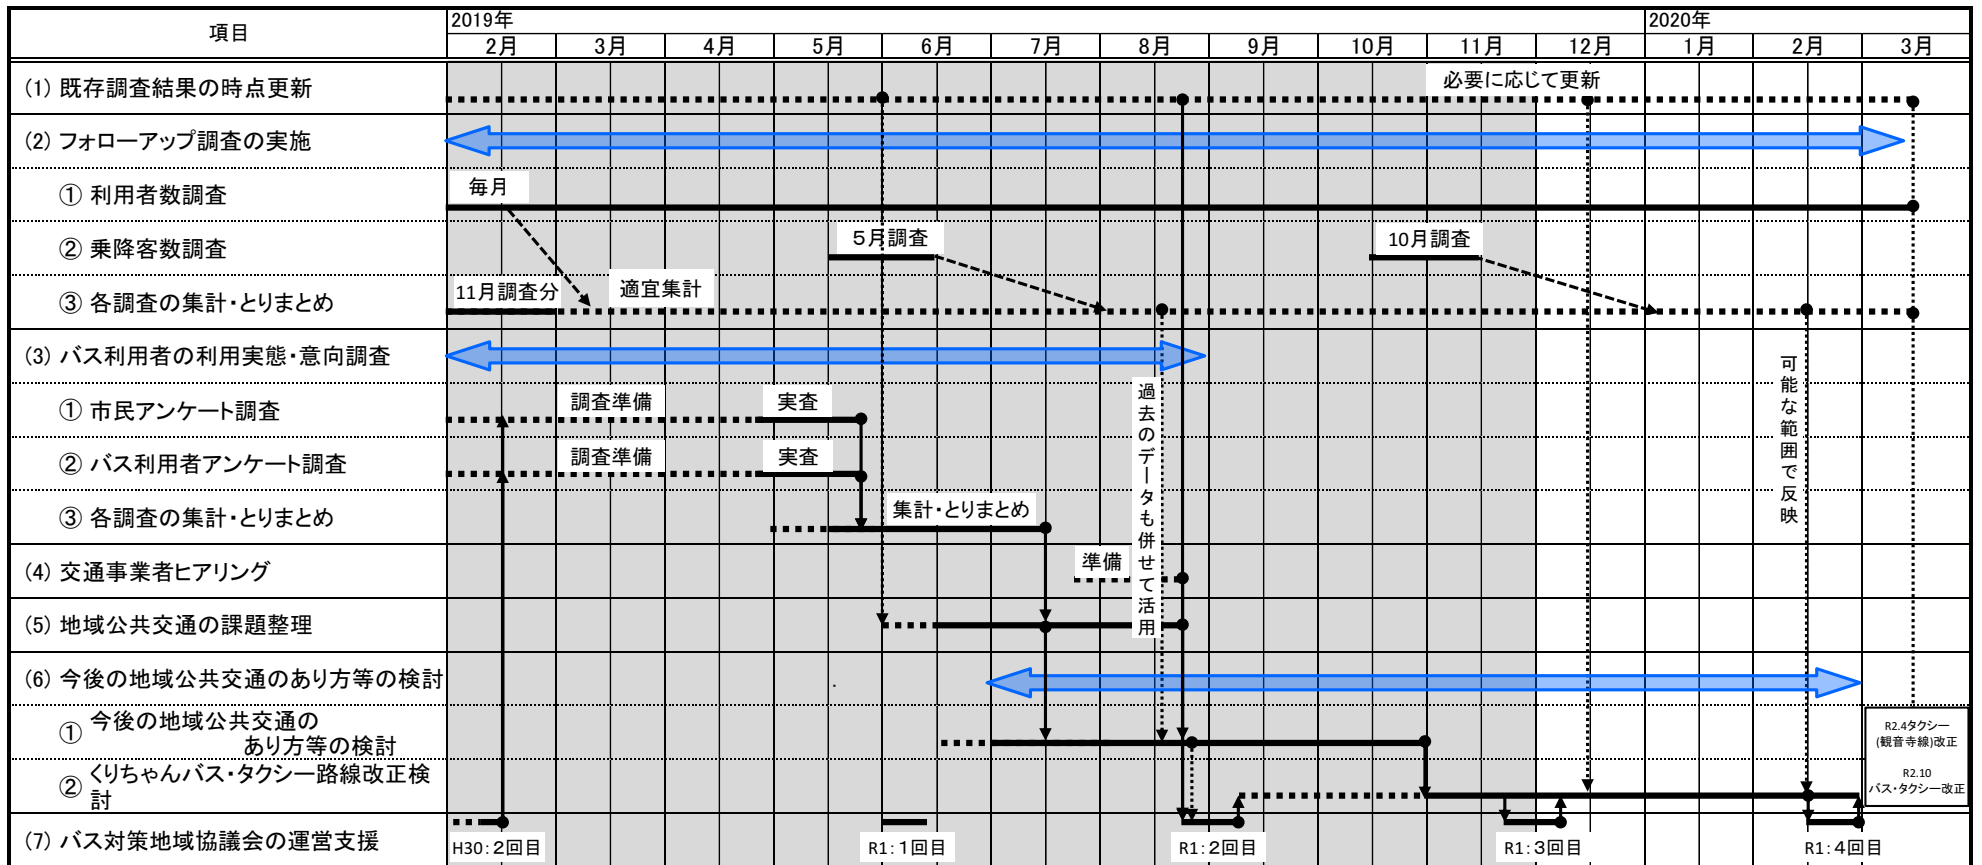 項目
2019年
2020年
2月
3月
4月
5月
6月
7月
8月
9月
10月
11月
12月
1月
2月
3月
(1) 既存調査結果の時点更新
必要に応じて更新
(2) フォローアップ調査の実施
① 利用者数調査
毎月
② 乗降客数調査
５月調査
10月調査
③ 各調査の集計・とりまとめ
11月調査分
適宜集計
(3) バス利用者の利用実態・意向調査
① 市民アンケート調査
調査準備
実査
② バス利用者アンケート調査
調査準備
実査
③ 各調査の集計・とりまとめ
集計・とりまとめ
過去のデータも併せて活用
可能な範囲で反映
(4) 交通事業者ヒアリング
準備
(5) 地域公共交通の課題整理
(6) 今後の地域公共交通のあり方等の検討
① 今後の地域公共交通の
あり方等の検討
② くりちゃんバス・タクシー路線改正検
討
R2.4タクシー
(観音寺線)改正
R2.10
バス・タクシー改正
(7) バス対策地域協議会の運営支援
H30：２回目
R1：１回目
R1：２回目
R1：３回目
R1：４回目